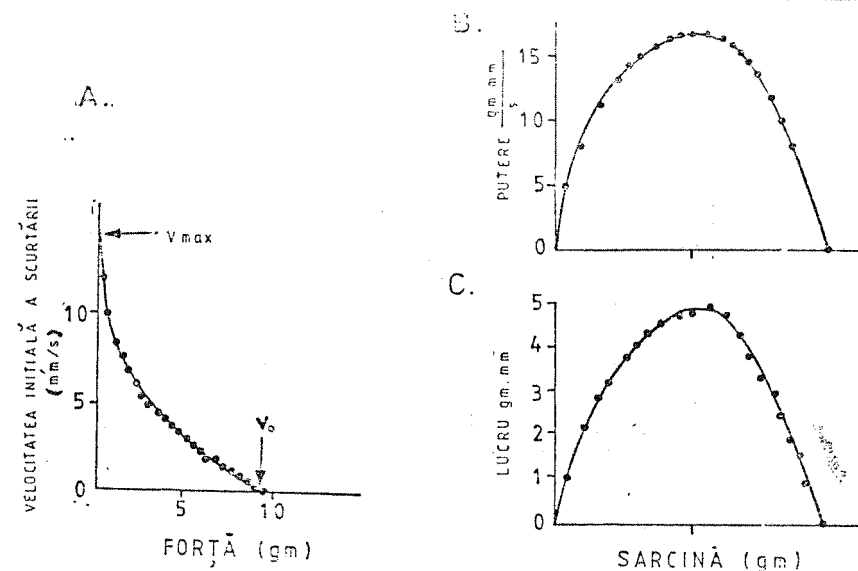 A.
VELOCITATEA INIȚIALĂ A SCURTĂRII
(mm/s)
10
5
0
Vmax
V₀
5
10
FORȚĂ (gm)
B.
PUTERE gm.mm
s
15
10
5
0
C.
LUCRU gm.mm
5
4
3
2
1
0
SARCINĂ (gm)